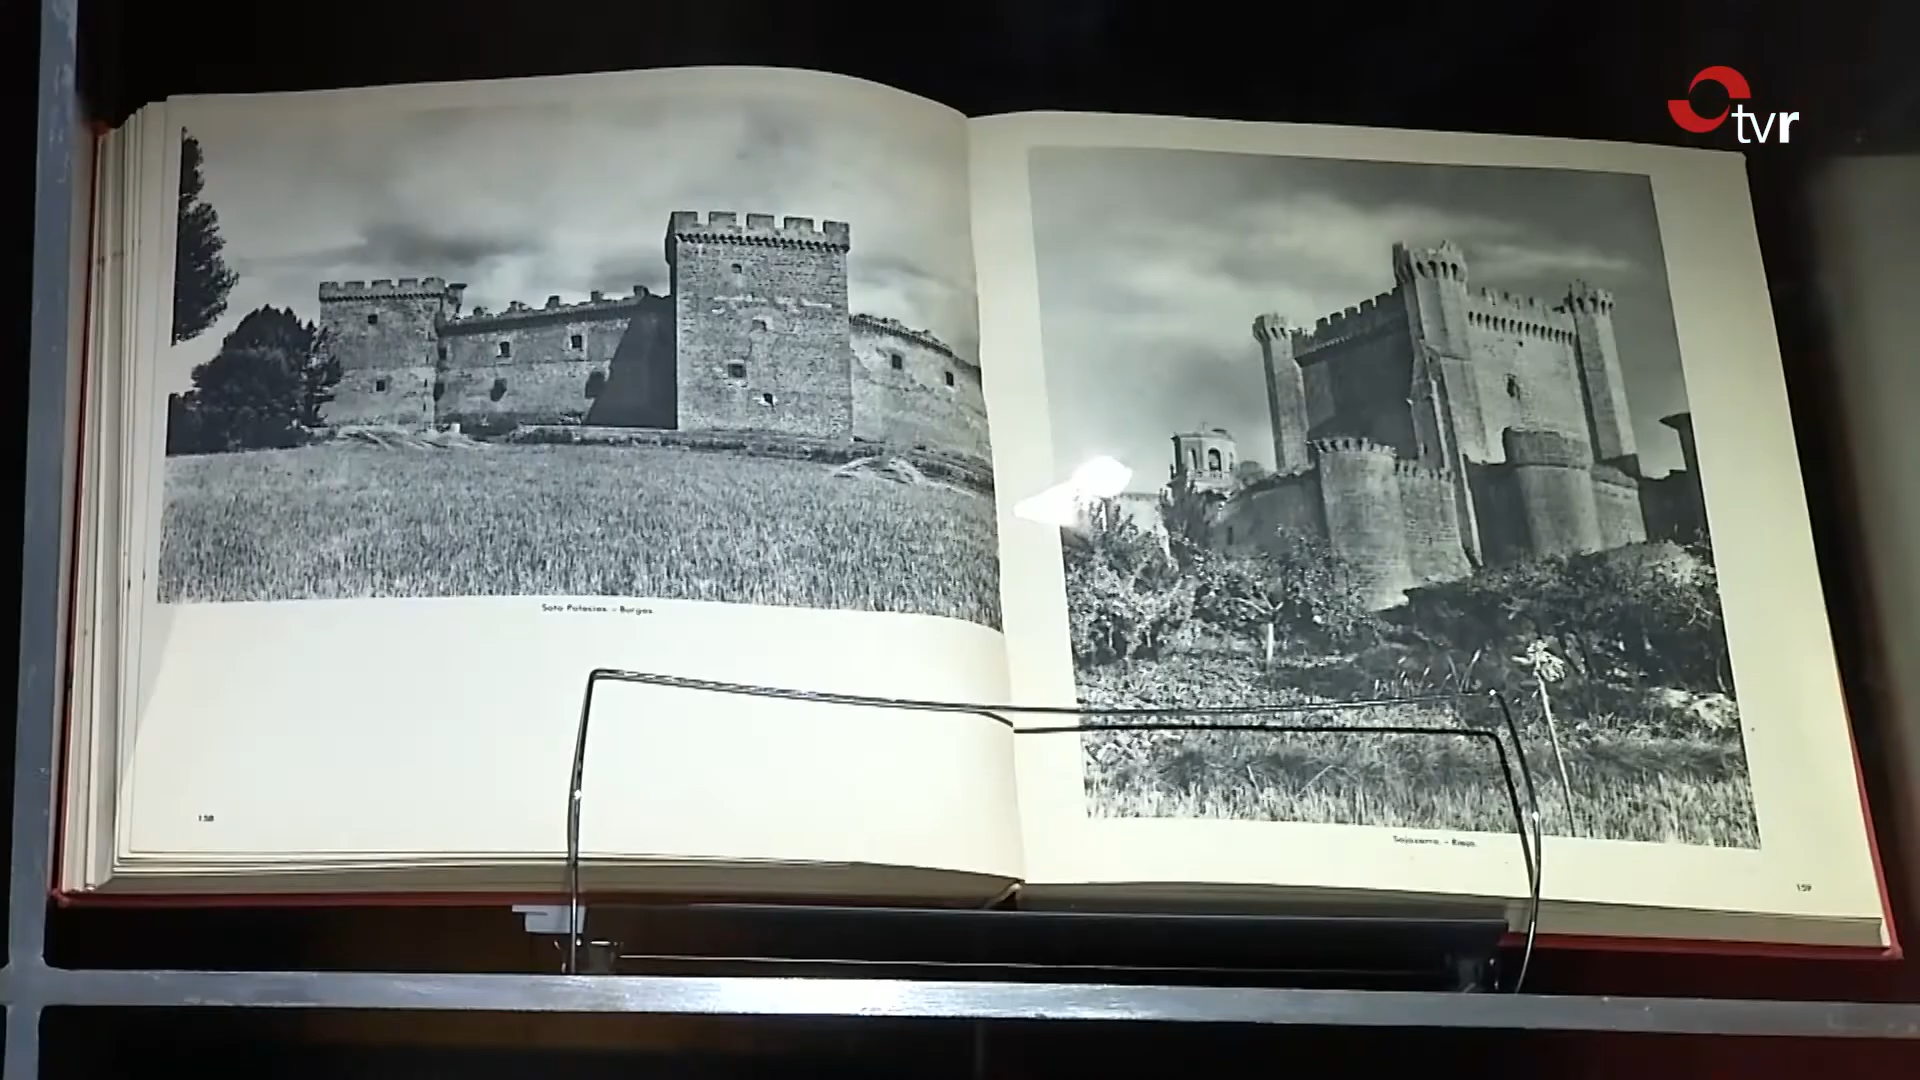 tvr
Soto Palacios. - Burgos
Sajazarra. - Rioja
158
159